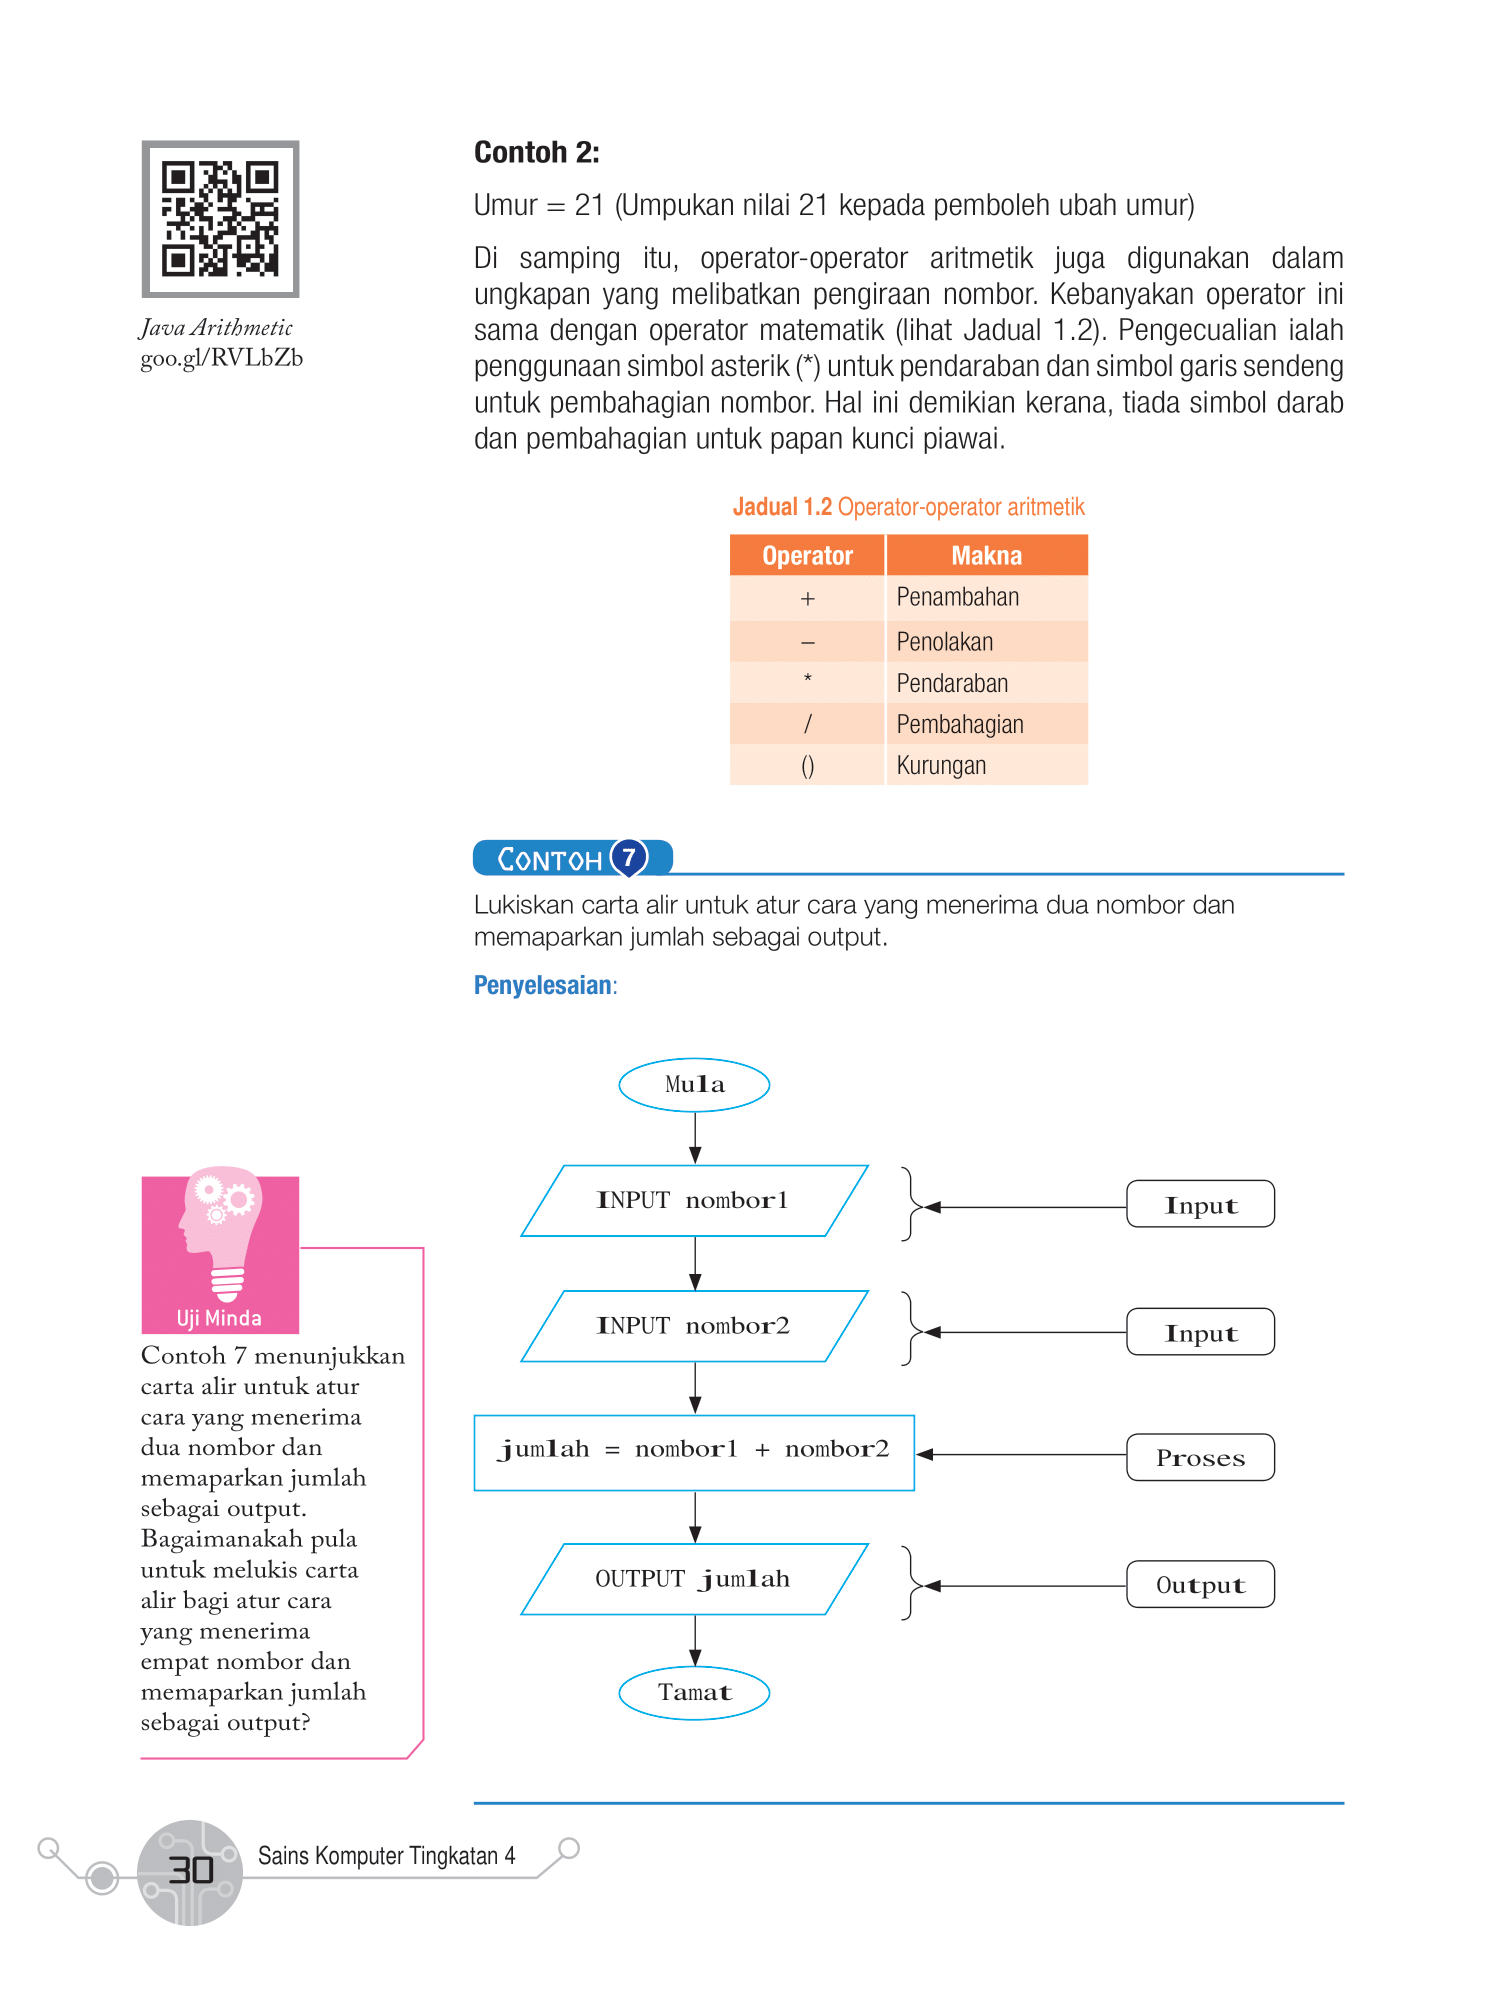 Java Arithmetic
goo.gl/RVLbZb
Contoh 2:
Umur = 21 (Umpukan nilai 21 kepada pemboleh ubah umur)
Di samping itu, operator-operator aritmetik juga digunakan dalam
ungkapan yang melibatkan pengiraan nombor. Kebanyakan operator ini
sama dengan operator matematik (lihat Jadual 1.2). Pengecualian ialah
penggunaan simbol asterik (*) untuk pendaraban dan simbol garis sendeng
untuk pembahagian nombor. Hal ini demikian kerana, tiada simbol darab
dan pembahagian untuk papan kunci piawai.
Jadual 1.2 Operator-operator aritmetik
Operator Makna
+ Penambahan
– Penolakan
* Pendaraban
/ Pembahagian
() Kurungan
CONTOH 7
Lukiskan carta alir untuk atur cara yang menerima dua nombor dan
memaparkan jumlah sebagai output.
Penyelesaian:
Mula
INPUT nombor1
Input
INPUT nombor2
Input
jumlah = nombor1 + nombor2
Proses
OUTPUT jumlah
Output
Tamat
Uji Minda
Contoh 7 menunjukkan
carta alir untuk atur
cara yang menerima
dua nombor dan
memaparkan jumlah
sebagai output.
Bagaimanakah pula
untuk melukis carta
alir bagi atur cara
yang menerima
empat nombor dan
memaparkan jumlah
sebagai output?
30 Sains Komputer Tingkatan 4